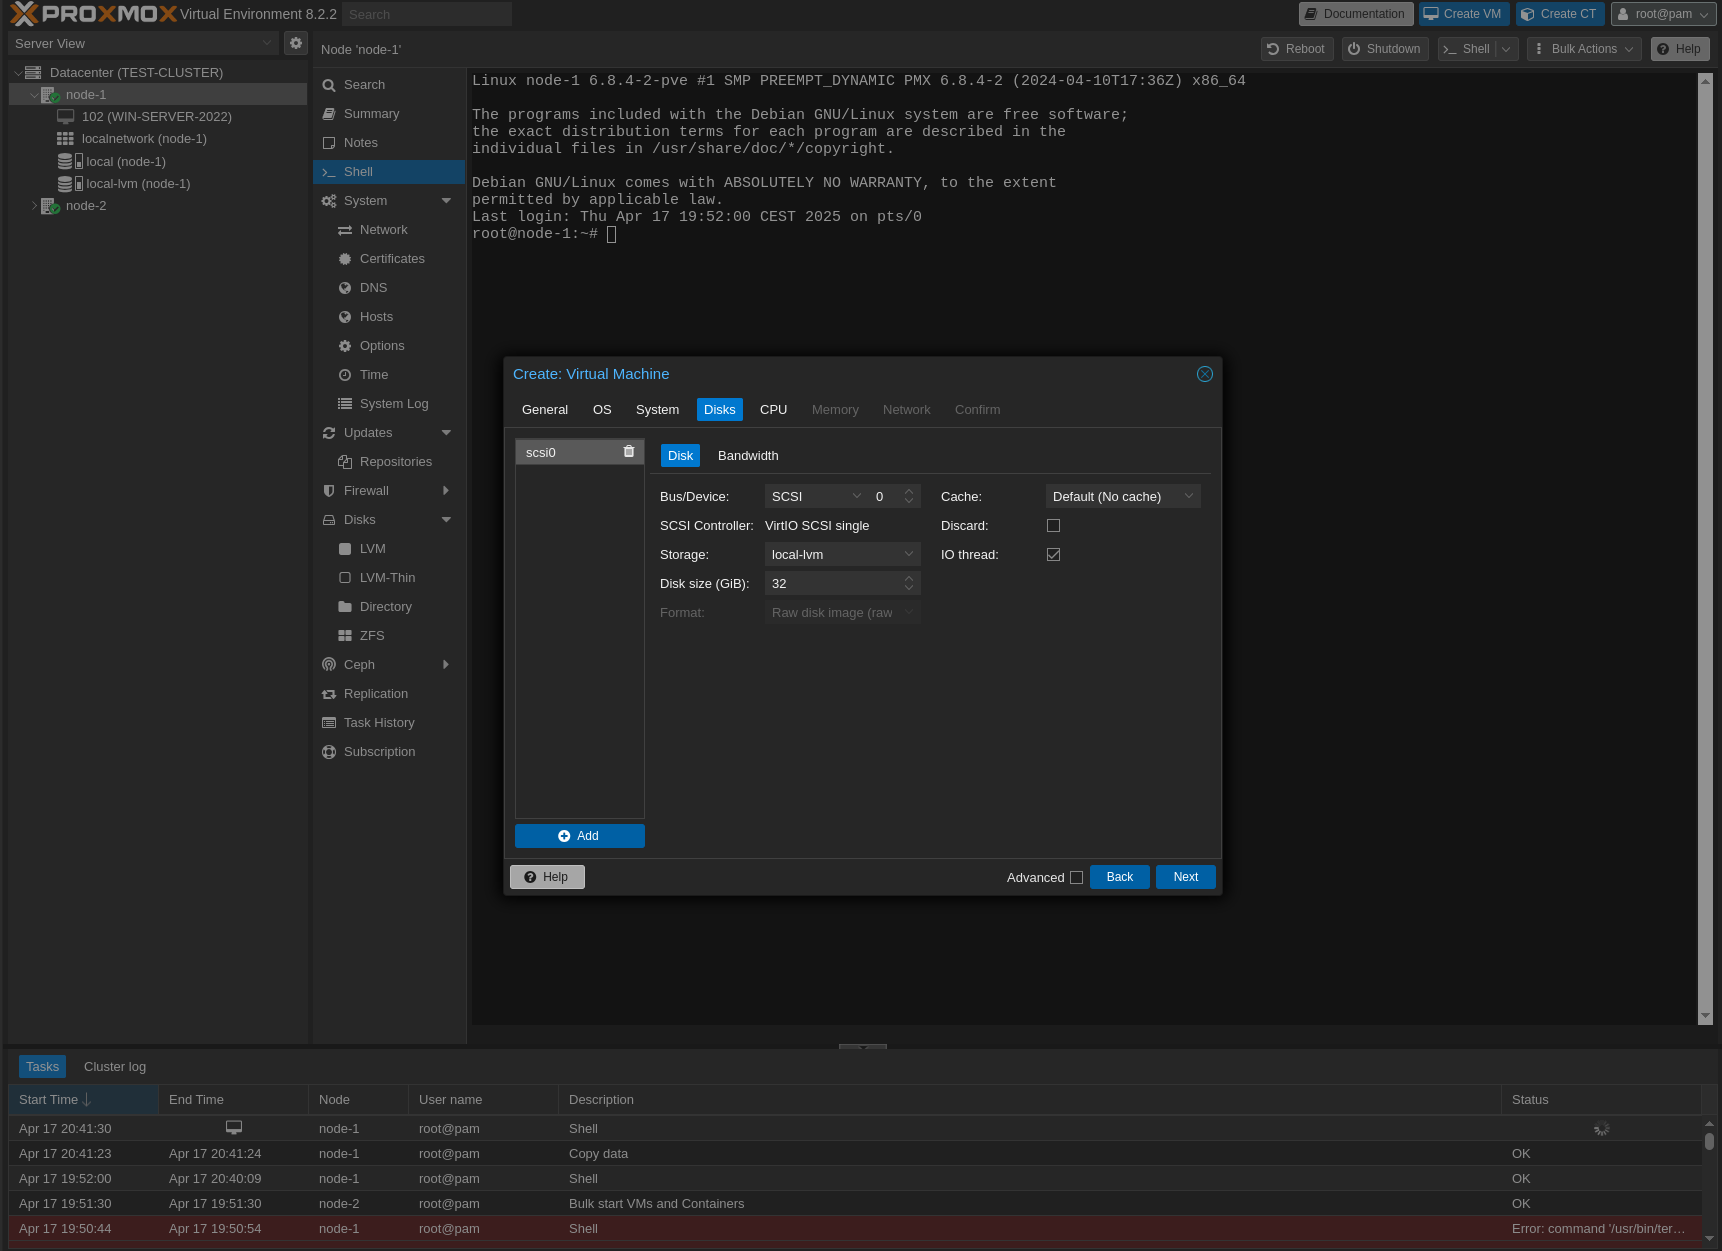 PROXMOX Virtual Environment 8.2.2 Search Documentation Create VM Create CT root@pam
Server View
Node 'node-1' Reboot Shutdown Shell Bulk Actions Help
Datacenter (TEST-CLUSTER)
node-1
102 (WIN-SERVER-2022)
localnetwork (node-1)
local (node-1)
local-lvm (node-1)
node-2
Search
Summary
Notes
Shell
System
Network
Certificates
DNS
Hosts
Options
Time
System Log
Updates
Repositories
Firewall
Disks
LVM
LVM-Thin
Directory
ZFS
Ceph
Replication
Task History
Subscription
Linux node-1 6.8.4-2-pve #1 SMP PREEMPT_DYNAMIC PMX 6.8.4-2 (2024-04-10T17:36Z) x86_64
The programs included with the Debian GNU/Linux system are free software;
the exact distribution terms for each program are described in the
individual files in /usr/share/doc/*/copyright.
Debian GNU/Linux comes with ABSOLUTELY NO WARRANTY, to the extent
permitted by applicable law.
Last login: Thu Apr 17 19:52:00 CEST 2025 on pts/0
root@node-1:~#
Create: Virtual Machine
General OS System Disks CPU Memory Network Confirm
scsi0
Disk Bandwidth
Bus/Device: SCSI 0 Cache: Default (No cache)
SCSI Controller: VirtIO SCSI single Discard:
Storage: local-lvm IO thread:
Disk size (GiB): 32
Format: Raw disk image (raw
Add
Help Advanced Back Next
Tasks Cluster log
Start Time End Time Node User name Description Status
Apr 17 20:41:30 node-1 root@pam Shell
Apr 17 20:41:23 Apr 17 20:41:24 node-1 root@pam Copy data OK
Apr 17 19:52:00 Apr 17 20:40:09 node-1 root@pam Shell OK
Apr 17 19:51:30 Apr 17 19:51:30 node-2 root@pam Bulk start VMs and Containers OK
Apr 17 19:50:44 Apr 17 19:50:54 node-1 root@pam Shell Error: command '/usr/bin/ter...